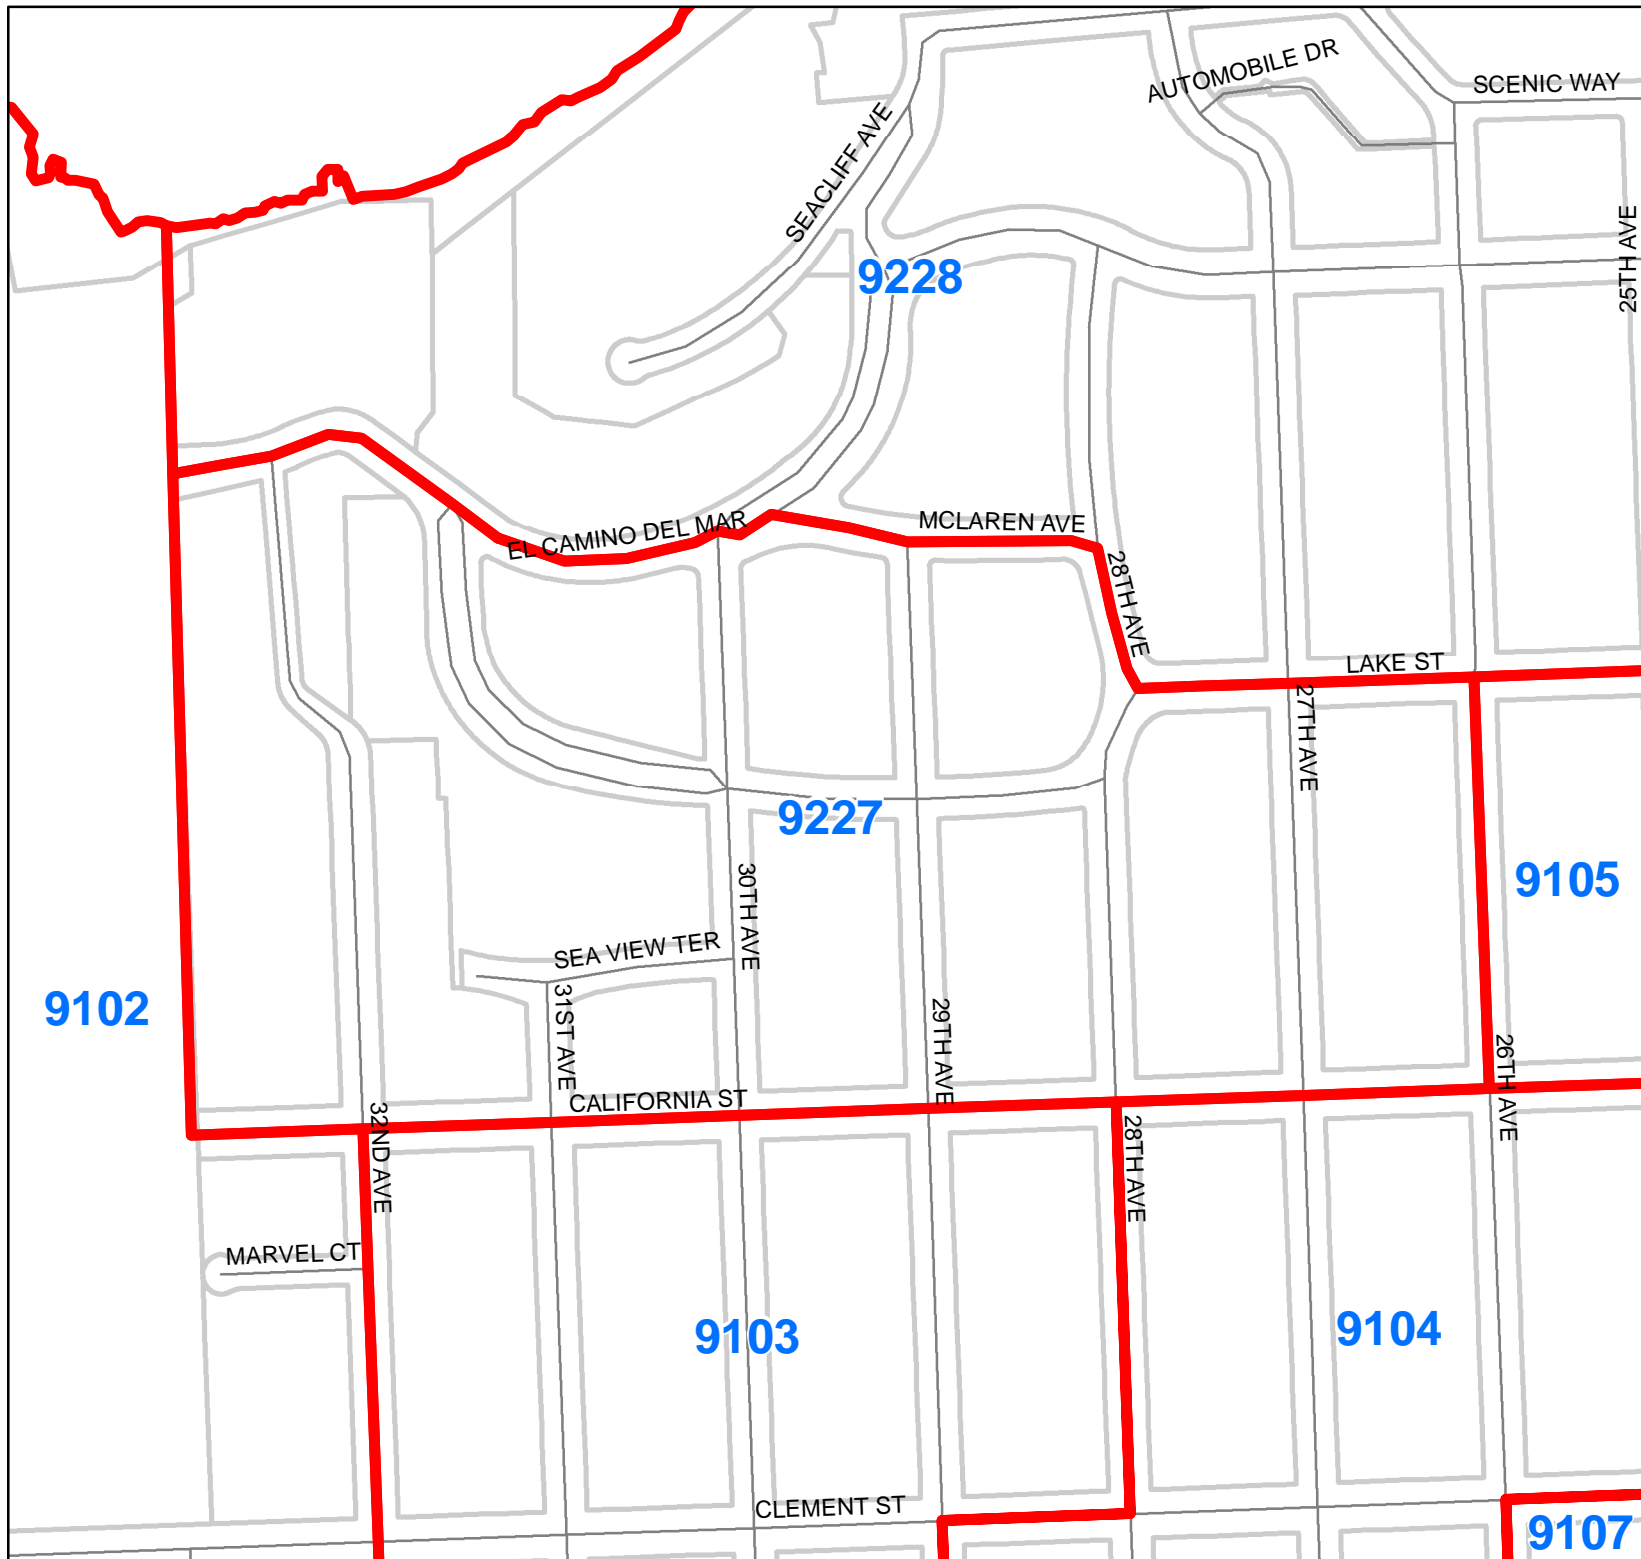 AUTOMOBILE DR
SCENIC WAY
SEACLIFF AVE
25TH AVE
9228
EL CAMINO DEL MAR
MCLAREN AVE
28TH AVE
LAKE ST
27TH AVE
9227
9105
30TH AVE
SEA VIEW TER
9102
31ST AVE
29TH AVE
26TH AVE
CALIFORNIA ST
32ND AVE
28TH AVE
MARVEL CT
9103
9104
CLEMENT ST
9107